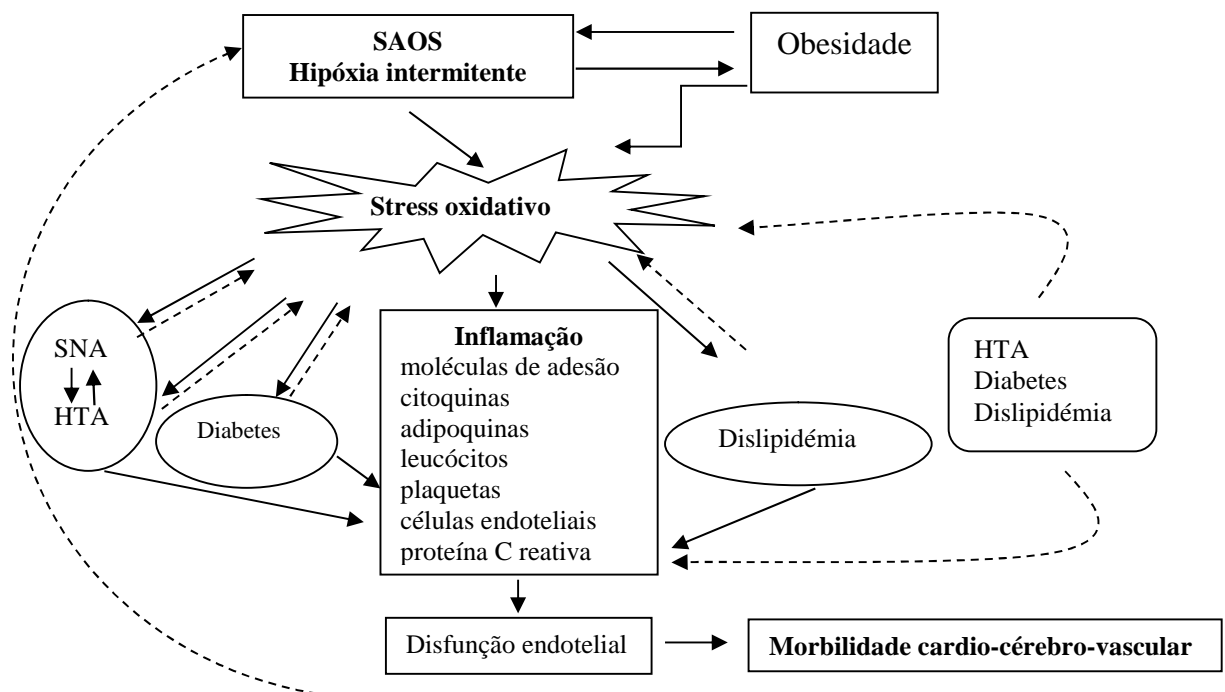 SAOS
Hipóxia intermitente
Obesidade
Stress oxidativo
SNA
HTA
Diabetes
Inflamação
moléculas de adesão
citoquinas
adipoquinas
leucócitos
plaquetas
células endoteliais
proteína C reativa
Dislipidémia
HTA
Diabetes
Dislipidémia
Disfunção endotelial
Morbilidade cardio-cérebro-vascular